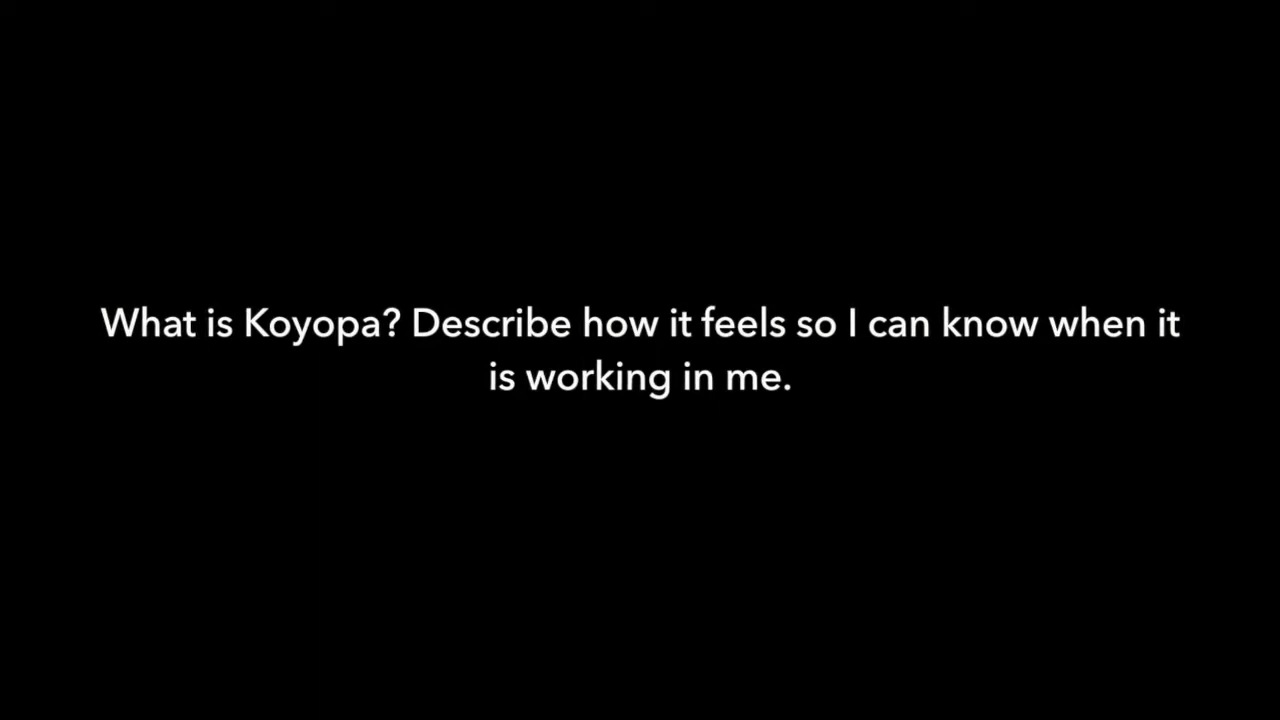 What is Koyopa? Describe how it feels so I can know when it
is working in me.